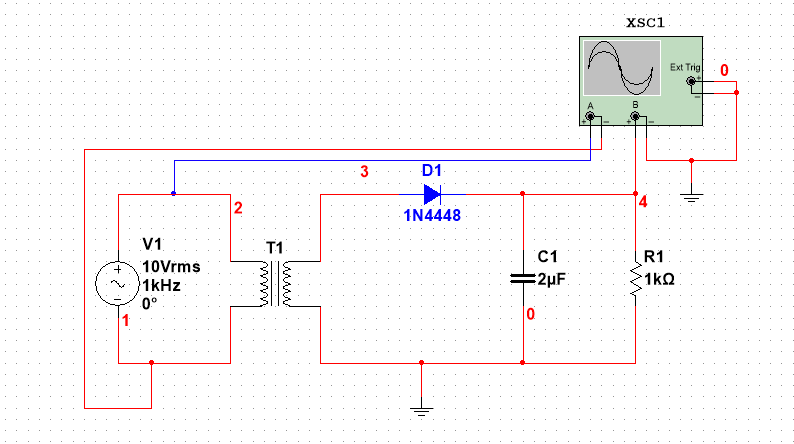 XSC1
Ext Trig
+
0
−
A
B
+ − + −
3
D1
1N4448
4
2
V1
10Vrms
1kHz
0°
+
−
1
T1
C1
2µF
0
R1
1kΩ